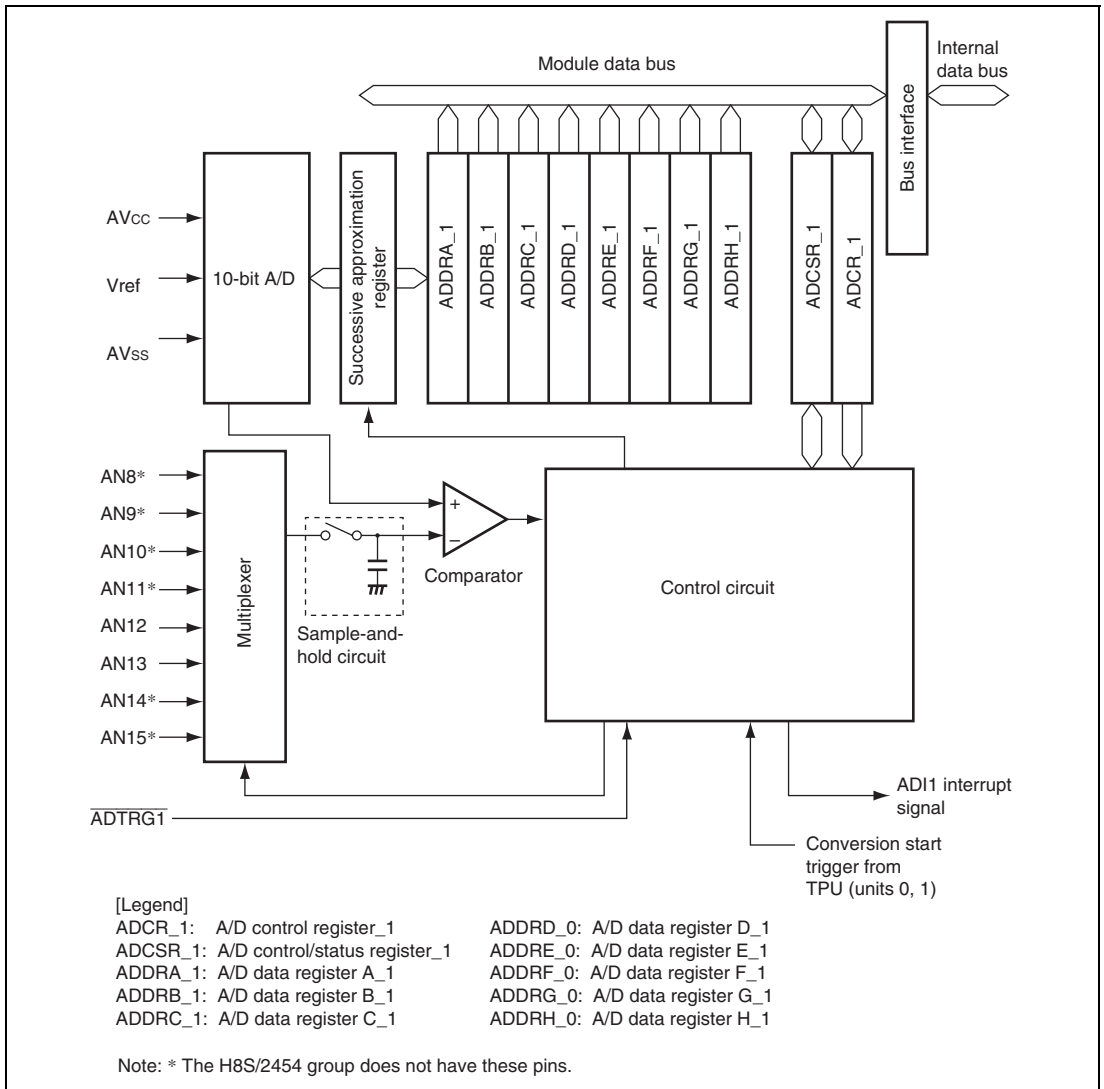 Module data bus
Internal
data bus
Bus interface
AVCC
Vref
AVSS
10-bit A/D
Successive approximation
register
ADDRA_1
ADDRB_1
ADDRC_1
ADDRD_1
ADDRE_1
ADDRF_1
ADDRG_1
ADDRH_1
ADCSR_1
ADCR_1
AN8*
AN9*
AN10*
AN11*
AN12
AN13
AN14*
AN15*
Multiplexer
+
−
Comparator
Sample-and-
hold circuit
Control circuit
ADTRG1
ADI1 interrupt
signal
Conversion start
trigger from
TPU (units 0, 1)
[Legend]
ADCR_1: A/D control register_1
ADCSR_1: A/D control/status register_1
ADDRA_1: A/D data register A_1
ADDRB_1: A/D data register B_1
ADDRC_1: A/D data register C_1
ADDRD_0: A/D data register D_1
ADDRE_0: A/D data register E_1
ADDRF_0: A/D data register F_1
ADDRG_0: A/D data register G_1
ADDRH_0: A/D data register H_1
Note: * The H8S/2454 group does not have these pins.